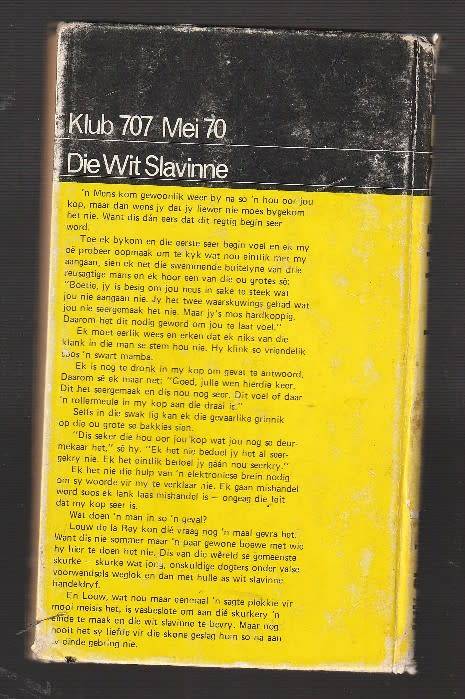 Klub 707 Mei 70
Die Wit Slavinne
'n Mens kom gewoonlik weer by na so 'n hou oor jou
kop, maar dan wens jy dat jy liewer nie moes bygekom
het nie. Want dis dán eers dat dit regtig begin seer
word.
Toe ek bykom en die eerste seer begin voel en ek my
oë probeer oopmaak om te kyk wat nou eintlik met my
aangaan, sien ek net die swemmende buitelyne van drie
reusagtige mans en ek hoor een van die ou grotes sê:
"Boetie, jy is besig om jou neus in sake te steek wat
jou nie aangaan nie. Jy het twee waarskuwings gehad wat
jou nie seergemaak het nie. Maar jy's mos hardkoppig.
Daarom het dit nodig geword om jou te laat voel."
Ek moet eerlik wees en erken dat ek niks van die
klank in die man se stem hou nie. Hy klink so vriendelik
soos 'n swart mamba.
Ek is nog te dronk in my kop om gevat te antwoord.
Daarom sê ek maar net: "Goed, julle wen hierdie keer.
Dit het seergemaak en dis nou nog seer. Dit voel of daar
'n rollermeule in my kop aan die draai is."
Selfs in die swak lig kan ek die gevaarlike grinnik
op die ou grote se bakkies sien.
"Dis seker die hou oor jou kop wat jou nog so deur-
mekaar het," sê hy. "Ek het nie bedoel jy het al seer-
gekry nie. Ek het eintlik bedoel jy gáán nou seerkry."
Ek het nie die hulp van 'n elektroniese brein nodig
om sy woorde vir my te verklaar nie. Ek gaan mishandel
word soos ek lank laas mishandel is — ongeag die feit
dat my kop seer is.
Wat doen 'n man in so 'n geval?
Louw de la Rey kon dié vraag nog 'n maal gevra het.
Want dis nie sommer maar 'n paar gewone boewe met wie
hy hier te doen het nie. Dis van die wêreld se gemeenste
skurke — skurke wat jong, onskuldige dogters onder valse
voorwendsels weglok en dan met hulle as wit slavinne
handeldryf.
En Louw, wat nou maar eenmaal 'n sagte plekkie vir
mooi meisies het, is vasbeslote om aan dié skurkery 'n
einde te maak en die wit slavinne te bevry. Maar nog
nooit het sy liefde vir die skone geslag hom so na aan
sy einde gebring nie.